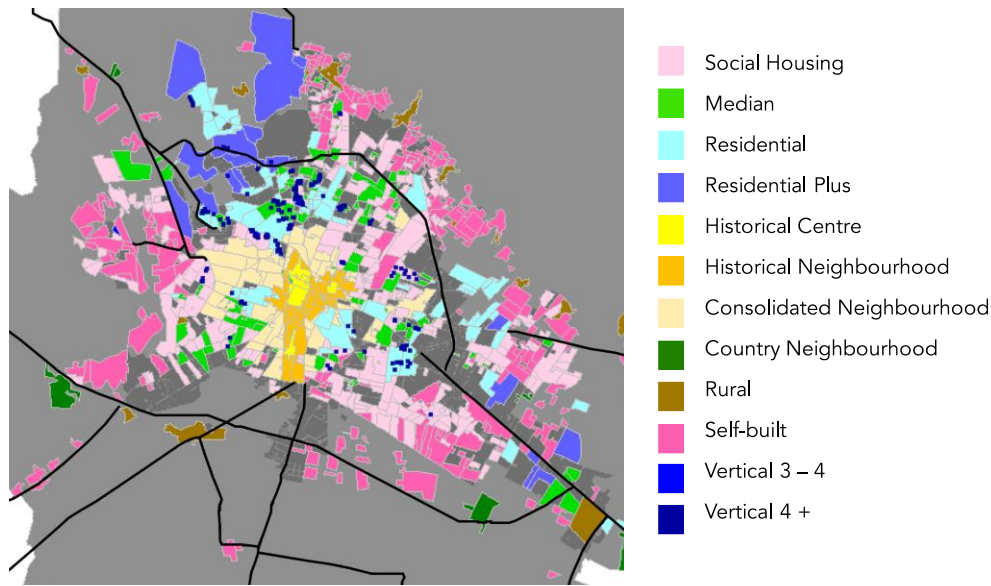 Social Housing
Median
Residential
Residential Plus
Historical Centre
Historical Neighbourhood
Consolidated Neighbourhood
Country Neighbourhood
Rural
Self-built
Vertical 3 – 4
Vertical 4 +